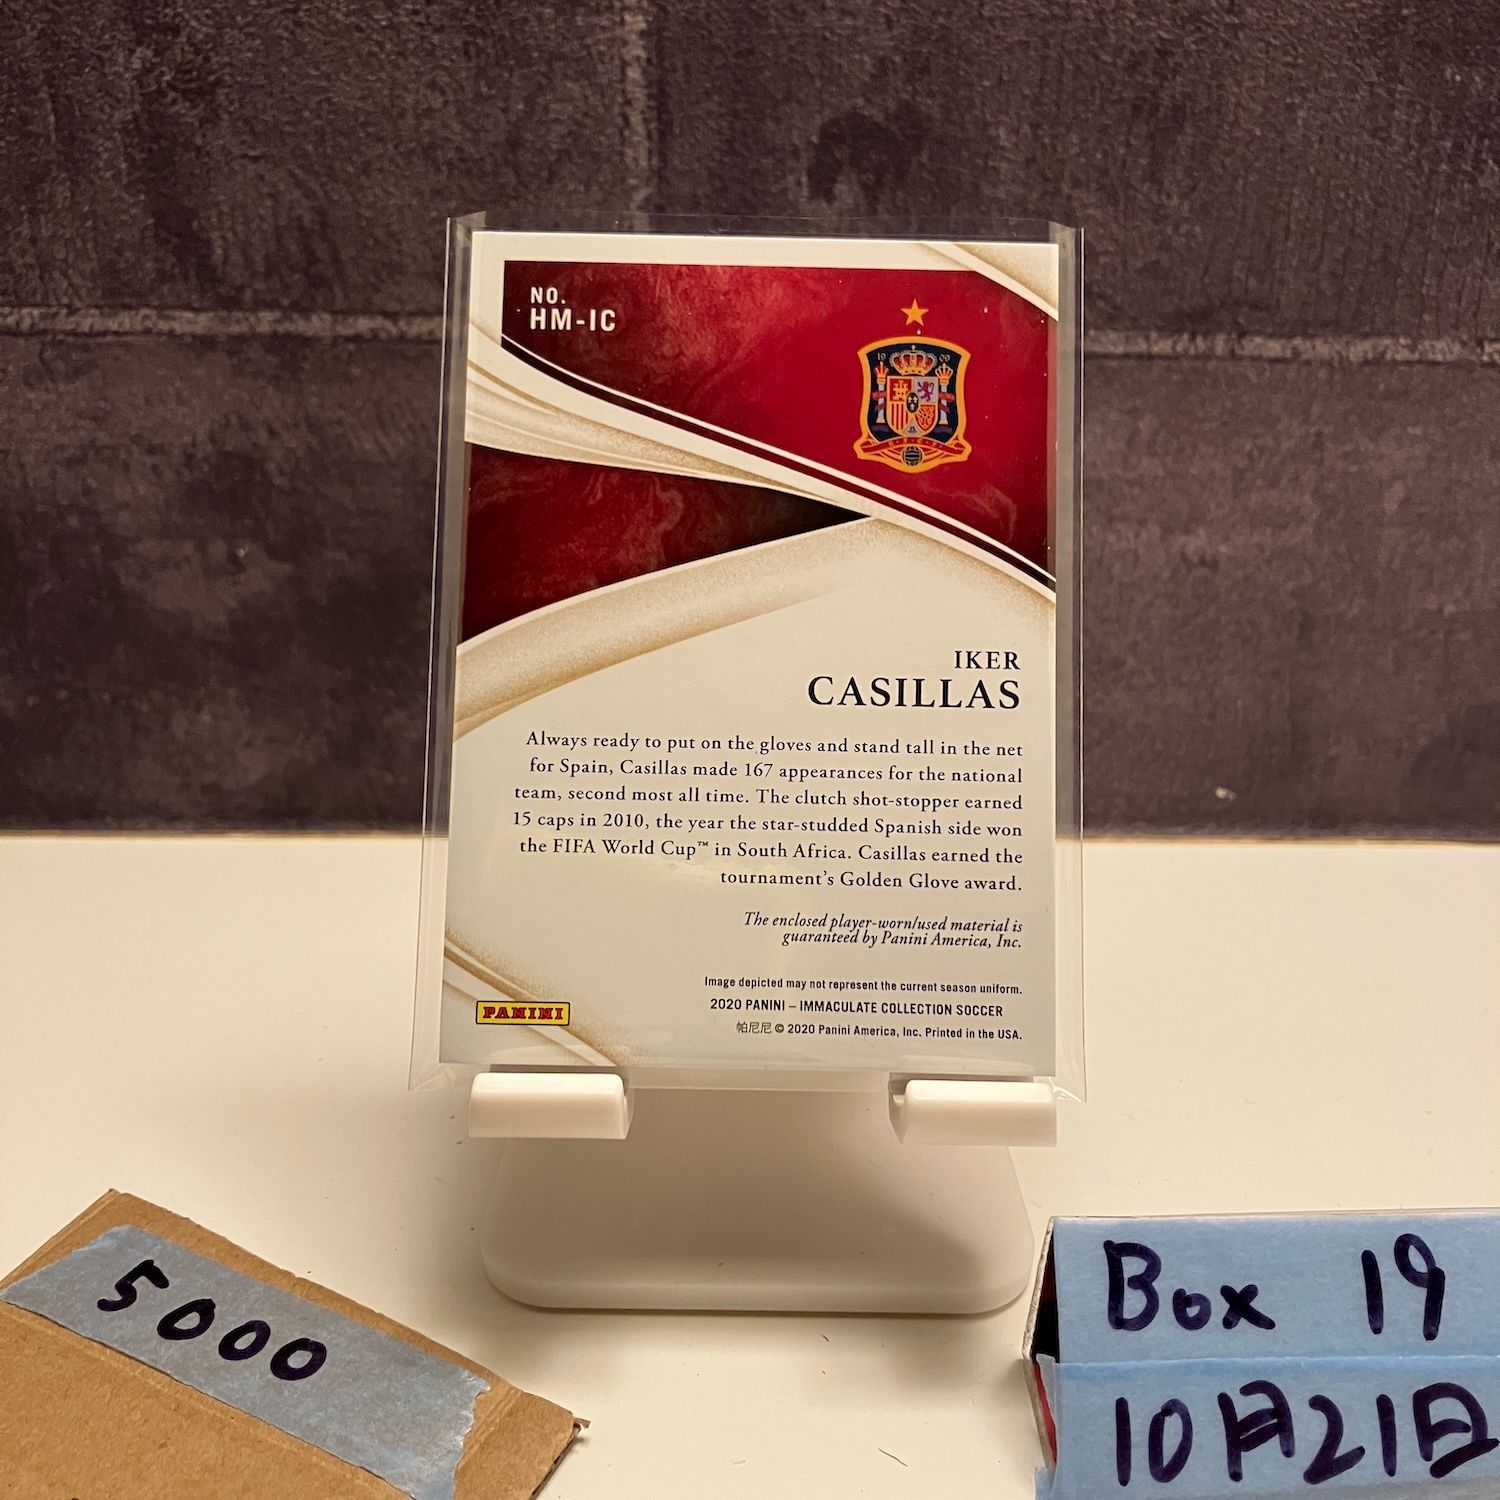 NO.
HM-IC
19 09
IKER
CASILLAS
Always ready to put on the gloves and stand tall in the net
for Spain, Casillas made 167 appearances for the national
team, second most all time. The clutch shot-stopper earned
15 caps in 2010, the year the star-studded Spanish side won
the FIFA World Cup™ in South Africa. Casillas earned the
tournament's Golden Glove award.
The enclosed player-worn/used material is
guaranteed by Panini America, Inc.
Image depicted may not represent the current season uniform.
2020 PANINI – IMMACULATE COLLECTION SOCCER
帕尼尼 © 2020 Panini America, Inc. Printed in the USA.
PANINI
5000
Box 19
10月21日